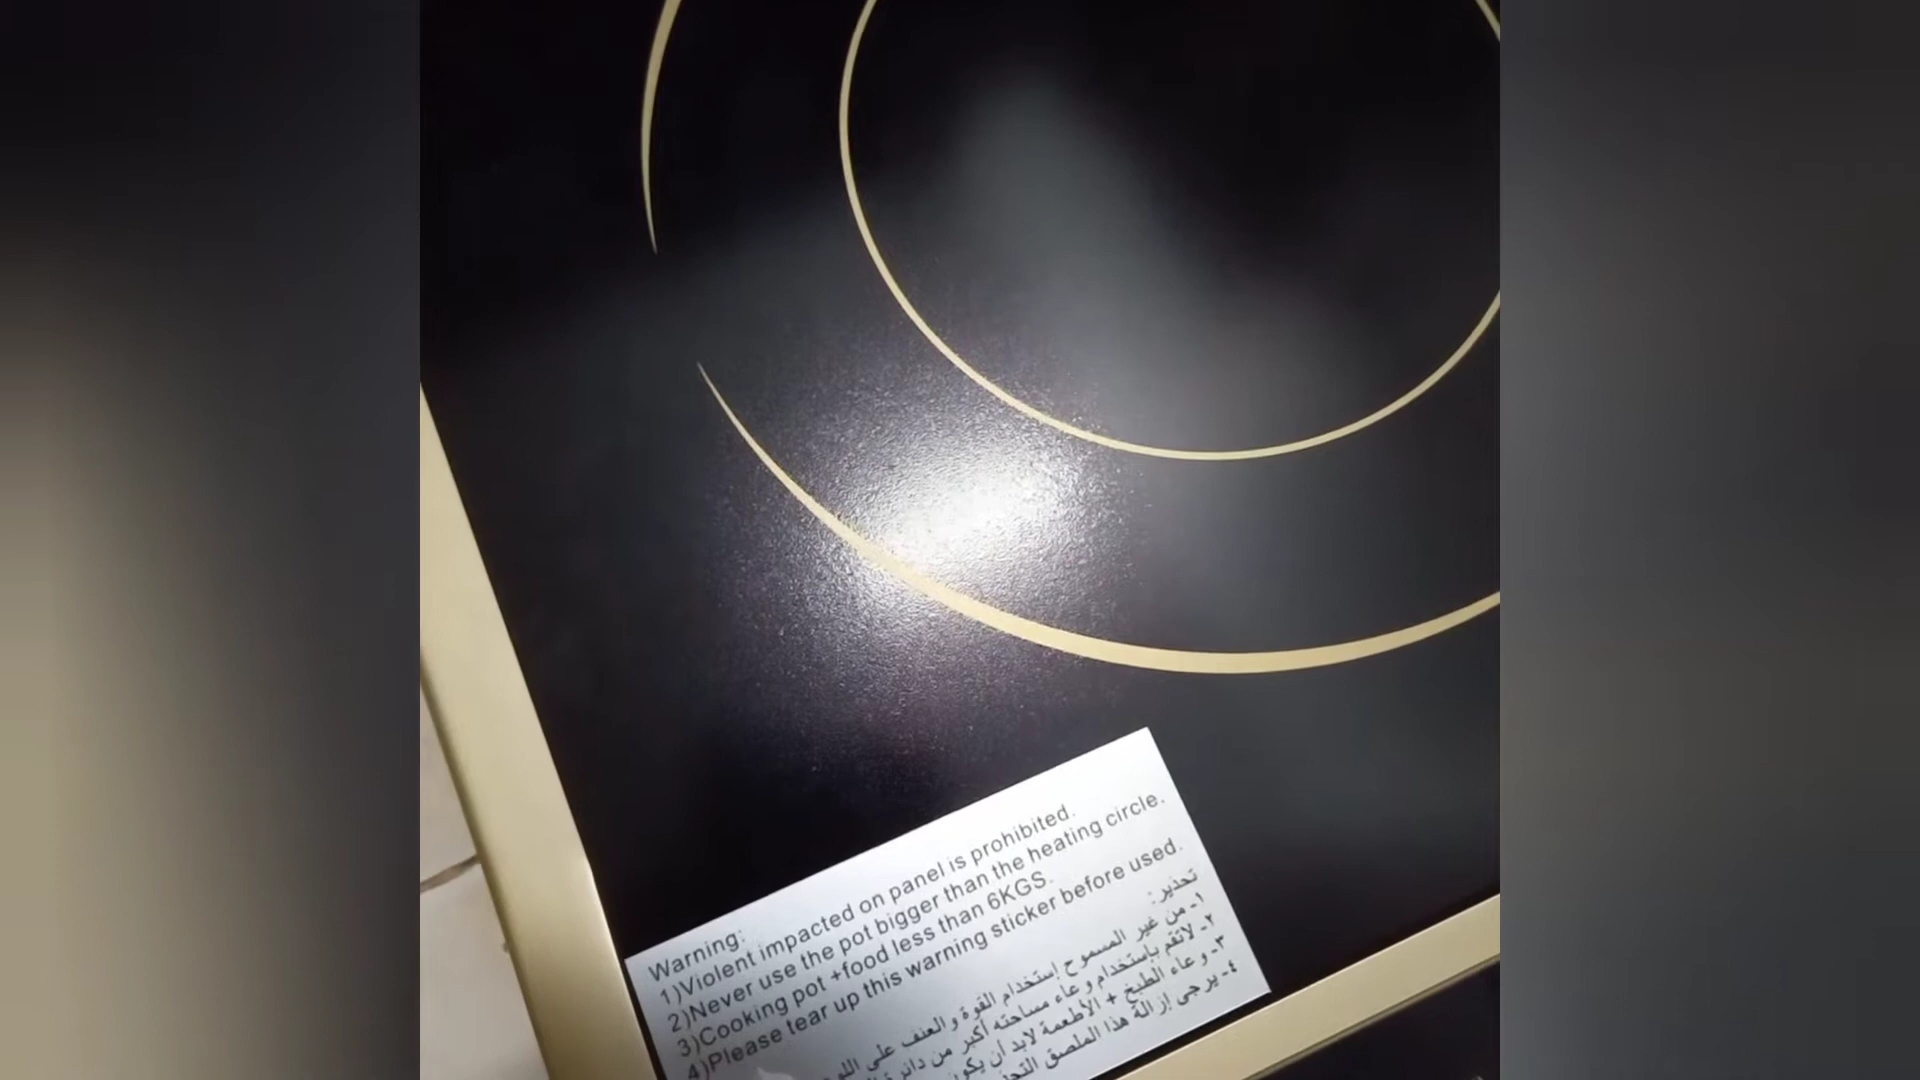 Warning:
1)Violent impacted on panel is prohibited.
2)Never use the pot bigger than the heating circle.
3)Cooking pot +food less than 6KGS.
4)Please tear up this warning sticker before used.
تحذير:
١- من غير المسموح إستخدام القوة و العنف على
٢- لاتقم بإستخدام وعاء مساحته أكبر من
٣- وعاء الطبخ + الأطعمة لابد أن
٤- يرجى إزالة هذا الملصق